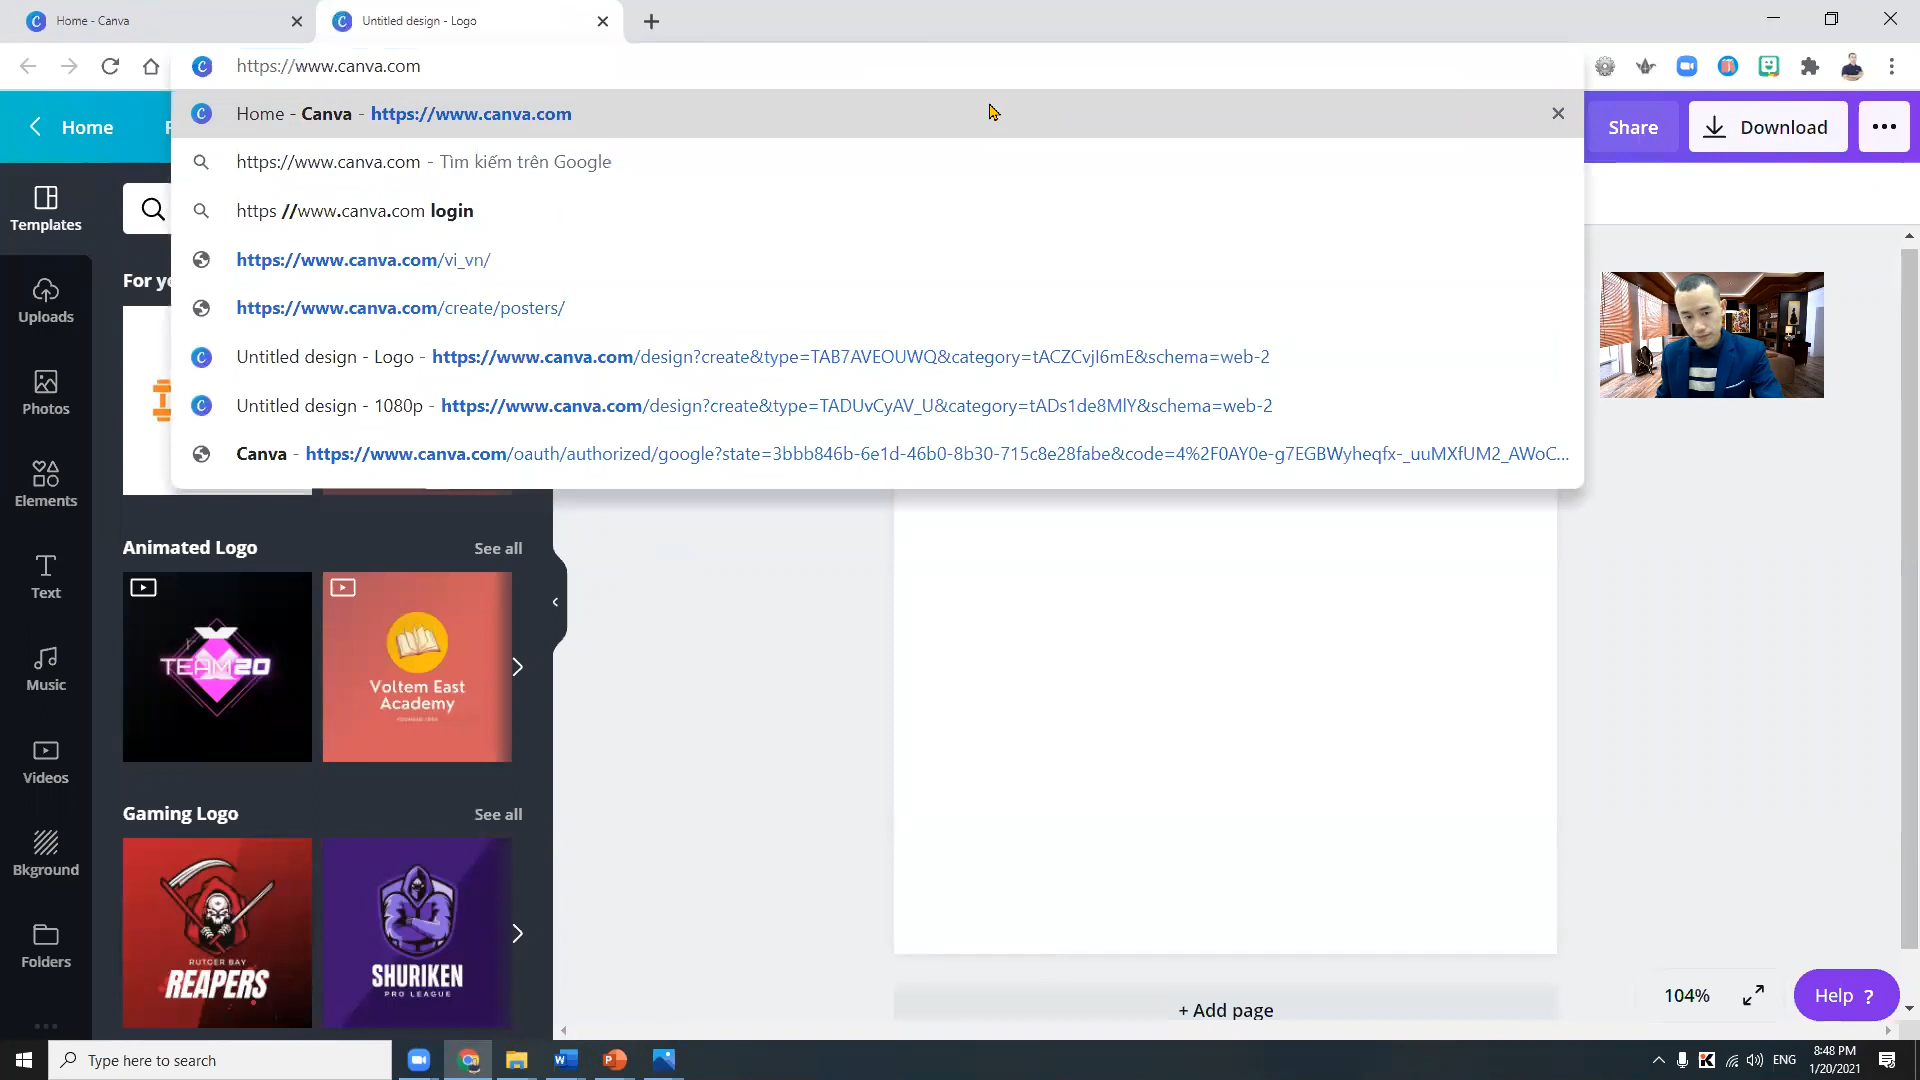 Home - Canva
Untitled design - Logo
https://www.canva.com
Home - Canva - https://www.canva.com
https://www.canva.com - Tìm kiếm trên Google
https //www.canva.com login
https://www.canva.com/vi_vn/
https://www.canva.com/create/posters/
Untitled design - Logo - https://www.canva.com/design?create&type=TAB7AVEOUWQ&category=tACZCvjI6mE&schema=web-2
Untitled design - 1080p - https://www.canva.com/design?create&type=TADUvCyAV_U&category=tADs1de8MlY&schema=web-2
Canva - https://www.canva.com/oauth/authorized/google?state=3bbb846b-6e1d-46b0-8b30-715c8e28fabe&code=4%2F0AY0e-g7EGBWyheqfx-_uuMXfUM2_AWoC...
Home
Share
Download
Templates
Uploads
Photos
Elements
Text
Music
Videos
Bkground
Folders
For yo
Animated Logo
See all
TEAM20
Voltem East
Academy
Gaming Logo
See all
RUTGER BAY
REAPERS
SHURIKEN
PRO LEAGUE
+ Add page
104%
Help ?
Type here to search
ENG
8:48 PM
1/20/2021